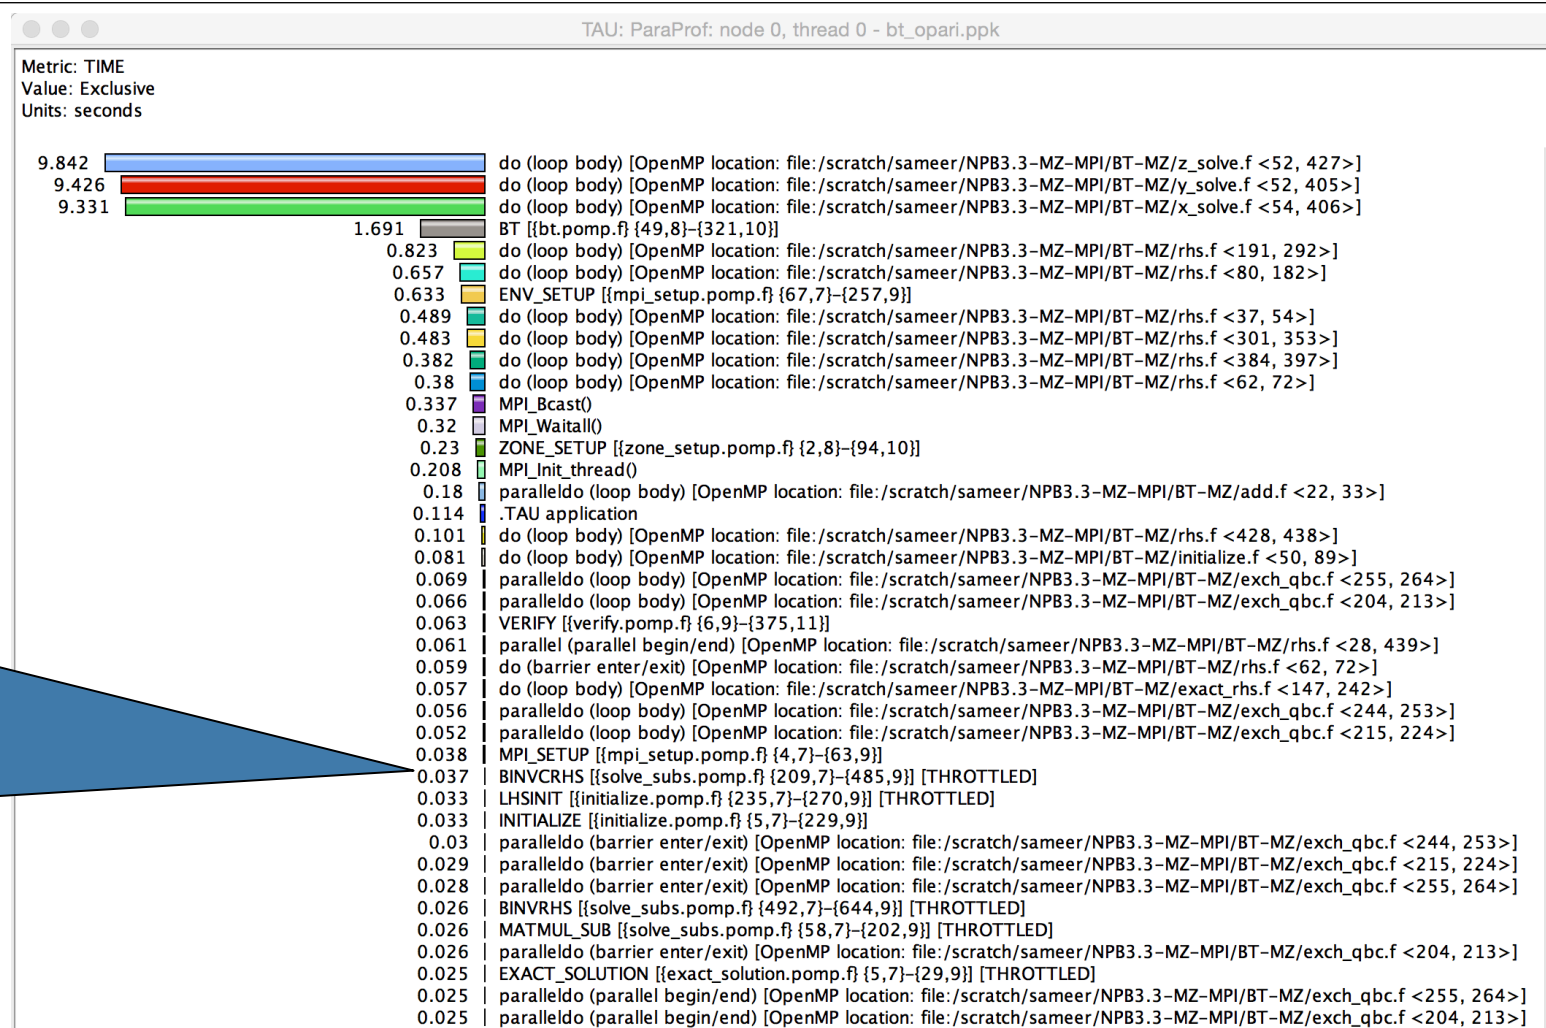 TAU: ParaProf: node 0, thread 0 - bt_opari.ppk
Metric: TIME
Value: Exclusive
Units: seconds
9.842 do (loop body) [OpenMP location: file:/scratch/sameer/NPB3.3-MZ-MPI/BT-MZ/z_solve.f <52, 427>]
9.426 do (loop body) [OpenMP location: file:/scratch/sameer/NPB3.3-MZ-MPI/BT-MZ/y_solve.f <52, 405>]
9.331 do (loop body) [OpenMP location: file:/scratch/sameer/NPB3.3-MZ-MPI/BT-MZ/x_solve.f <54, 406>]
1.691 BT [{bt.pomp.f} {49,8}-{321,10}]
0.823 do (loop body) [OpenMP location: file:/scratch/sameer/NPB3.3-MZ-MPI/BT-MZ/rhs.f <191, 292>]
0.657 do (loop body) [OpenMP location: file:/scratch/sameer/NPB3.3-MZ-MPI/BT-MZ/rhs.f <80, 182>]
0.633 ENV_SETUP [{mpi_setup.pomp.f} {67,7}-{257,9}]
0.489 do (loop body) [OpenMP location: file:/scratch/sameer/NPB3.3-MZ-MPI/BT-MZ/rhs.f <37, 54>]
0.483 do (loop body) [OpenMP location: file:/scratch/sameer/NPB3.3-MZ-MPI/BT-MZ/rhs.f <301, 353>]
0.382 do (loop body) [OpenMP location: file:/scratch/sameer/NPB3.3-MZ-MPI/BT-MZ/rhs.f <384, 397>]
0.38 do (loop body) [OpenMP location: file:/scratch/sameer/NPB3.3-MZ-MPI/BT-MZ/rhs.f <62, 72>]
0.337 MPI_Bcast()
0.32 MPI_Waitall()
0.23 ZONE_SETUP [{zone_setup.pomp.f} {2,8}-{94,10}]
0.208 MPI_Init_thread()
0.18 paralleldo (loop body) [OpenMP location: file:/scratch/sameer/NPB3.3-MZ-MPI/BT-MZ/add.f <22, 33>]
0.114 .TAU application
0.101 do (loop body) [OpenMP location: file:/scratch/sameer/NPB3.3-MZ-MPI/BT-MZ/rhs.f <428, 438>]
0.081 do (loop body) [OpenMP location: file:/scratch/sameer/NPB3.3-MZ-MPI/BT-MZ/initialize.f <50, 89>]
0.069 paralleldo (loop body) [OpenMP location: file:/scratch/sameer/NPB3.3-MZ-MPI/BT-MZ/exch_qbc.f <255, 264>]
0.066 paralleldo (loop body) [OpenMP location: file:/scratch/sameer/NPB3.3-MZ-MPI/BT-MZ/exch_qbc.f <204, 213>]
0.063 VERIFY [{verify.pomp.f} {6,9}-{375,11}]
0.061 parallel (parallel begin/end) [OpenMP location: file:/scratch/sameer/NPB3.3-MZ-MPI/BT-MZ/rhs.f <28, 439>]
0.059 do (barrier enter/exit) [OpenMP location: file:/scratch/sameer/NPB3.3-MZ-MPI/BT-MZ/rhs.f <62, 72>]
0.057 do (loop body) [OpenMP location: file:/scratch/sameer/NPB3.3-MZ-MPI/BT-MZ/exact_rhs.f <147, 242>]
0.056 paralleldo (loop body) [OpenMP location: file:/scratch/sameer/NPB3.3-MZ-MPI/BT-MZ/exch_qbc.f <244, 253>]
0.052 paralleldo (loop body) [OpenMP location: file:/scratch/sameer/NPB3.3-MZ-MPI/BT-MZ/exch_qbc.f <215, 224>]
0.038 MPI_SETUP [{mpi_setup.pomp.f} {4,7}-{63,9}]
0.037 BINVCRHS [{solve_subs.pomp.f} {209,7}-{485,9}] [THROTTLED]
0.033 LHSINIT [{initialize.pomp.f} {235,7}-{270,9}] [THROTTLED]
0.033 INITIALIZE [{initialize.pomp.f} {5,7}-{229,9}]
0.03 paralleldo (barrier enter/exit) [OpenMP location: file:/scratch/sameer/NPB3.3-MZ-MPI/BT-MZ/exch_qbc.f <244, 253>]
0.029 paralleldo (barrier enter/exit) [OpenMP location: file:/scratch/sameer/NPB3.3-MZ-MPI/BT-MZ/exch_qbc.f <215, 224>]
0.028 paralleldo (barrier enter/exit) [OpenMP location: file:/scratch/sameer/NPB3.3-MZ-MPI/BT-MZ/exch_qbc.f <255, 264>]
0.026 BINVRHS [{solve_subs.pomp.f} {492,7}-{644,9}] [THROTTLED]
0.026 MATMUL_SUB [{solve_subs.pomp.f} {58,7}-{202,9}] [THROTTLED]
0.026 paralleldo (barrier enter/exit) [OpenMP location: file:/scratch/sameer/NPB3.3-MZ-MPI/BT-MZ/exch_qbc.f <204, 213>]
0.025 EXACT_SOLUTION [{exact_solution.pomp.f} {5,7}-{29,9}] [THROTTLED]
0.025 paralleldo (parallel begin/end) [OpenMP location: file:/scratch/sameer/NPB3.3-MZ-MPI/BT-MZ/exch_qbc.f <255, 264>]
0.025 paralleldo (parallel begin/end) [OpenMP location: file:/scratch/sameer/NPB3.3-MZ-MPI/BT-MZ/exch_qbc.f <204, 213>]